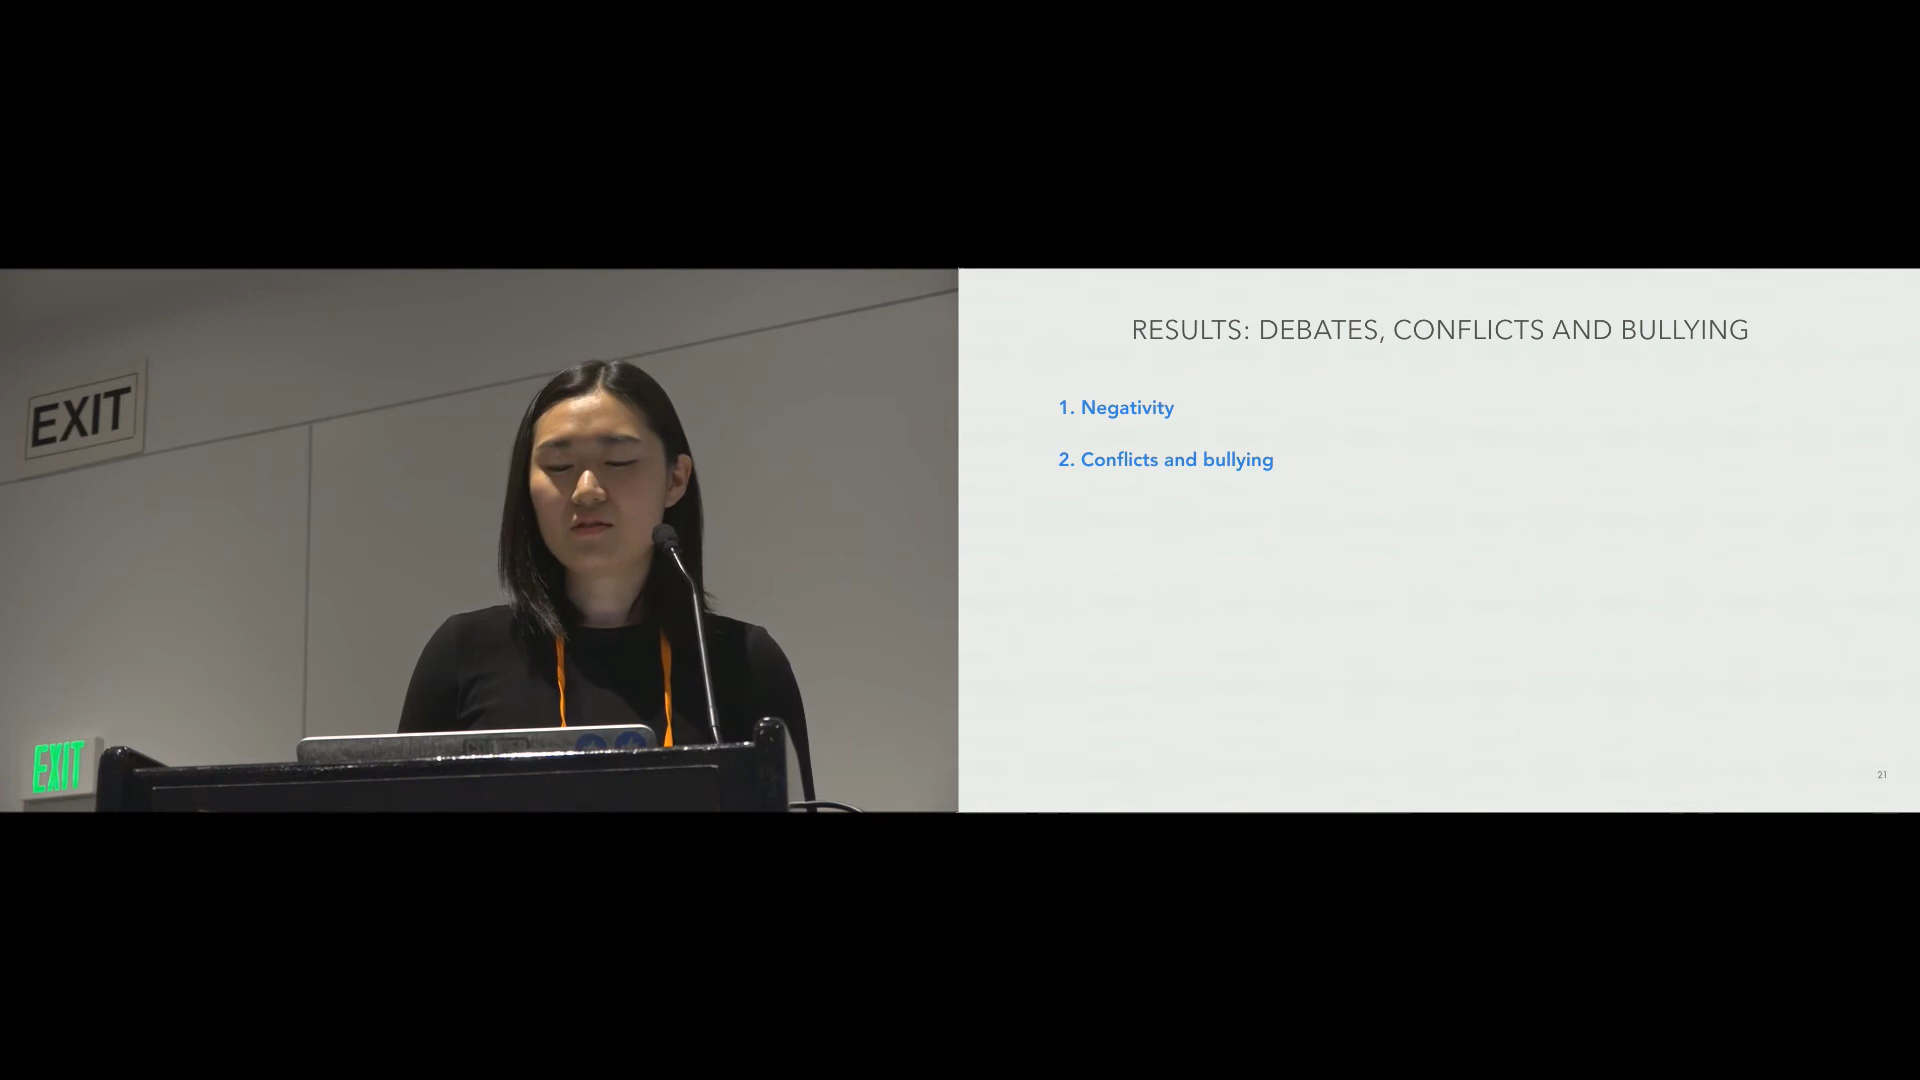 EXIT
EXIT
RESULTS: DEBATES, CONFLICTS AND BULLYING
1. Negativity
2. Conflicts and bullying
21